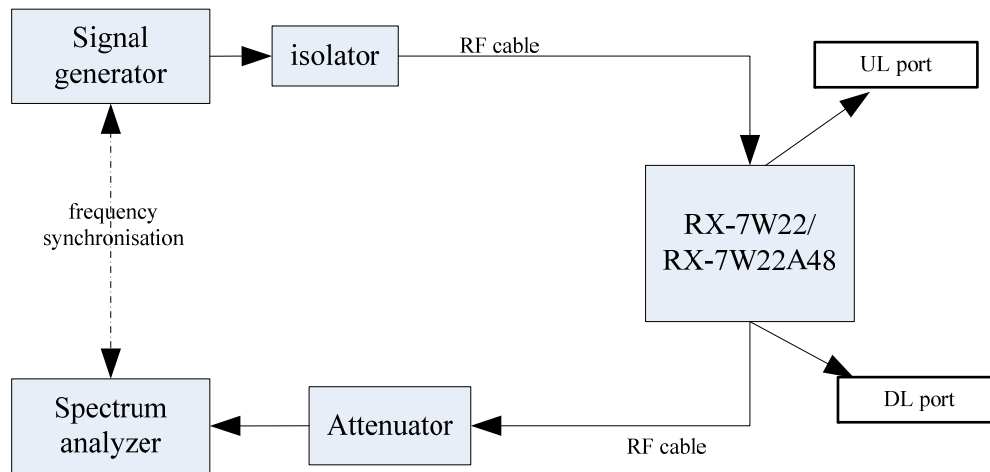 Signal
generator
isolator
RF cable
UL port
frequency
synchronisation
RX-7W22/
RX-7W22A48
Spectrum
analyzer
Attenuator
RF cable
DL port